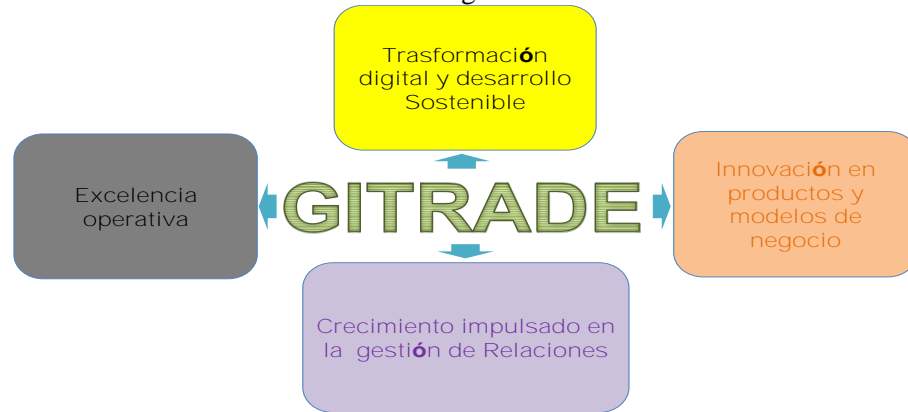 Trasformación
digital y desarrollo
Sostenible
Excelencia
operativa
GITRADE
Innovación en
productos y
modelos de
negocio
Crecimiento impulsado en
la gestión de Relaciones